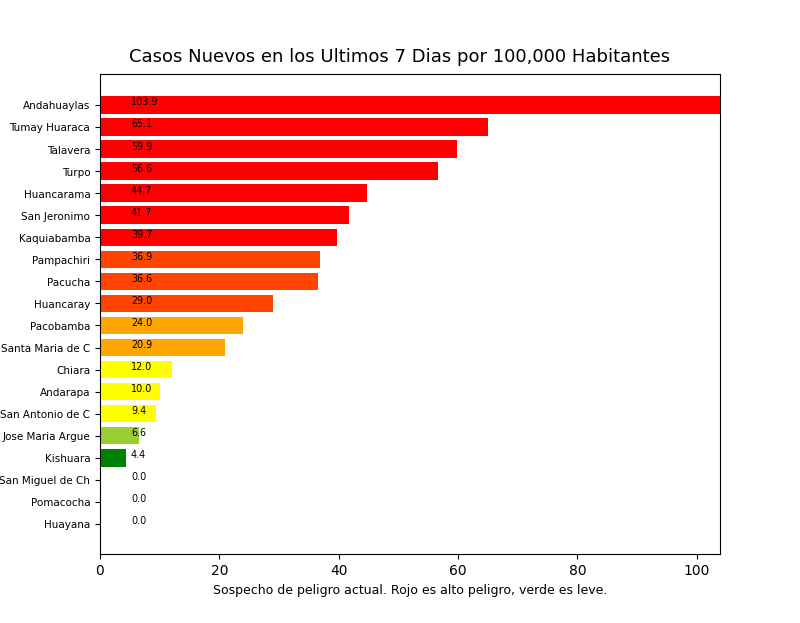 Casos Nuevos en los Ultimos 7 Dias por 100,000 Habitantes
Andahuaylas 103.9
Tumay Huaraca 65.1
Talavera 59.9
Turpo 56.6
Huancarama 44.7
San Jeronimo 41.7
Kaquiabamba 39.7
Pampachiri 36.9
Pacucha 36.6
Huancaray 29.0
Pacobamba 24.0
Santa Maria de C 20.9
Chiara 12.0
Andarapa 10.0
San Antonio de C 9.4
Jose Maria Argue 6.6
Kishuara 4.4
San Miguel de Ch 0.0
Pomacocha 0.0
Huayana 0.0
0 20 40 60 80 100
Sospecho de peligro actual. Rojo es alto peligro, verde es leve.